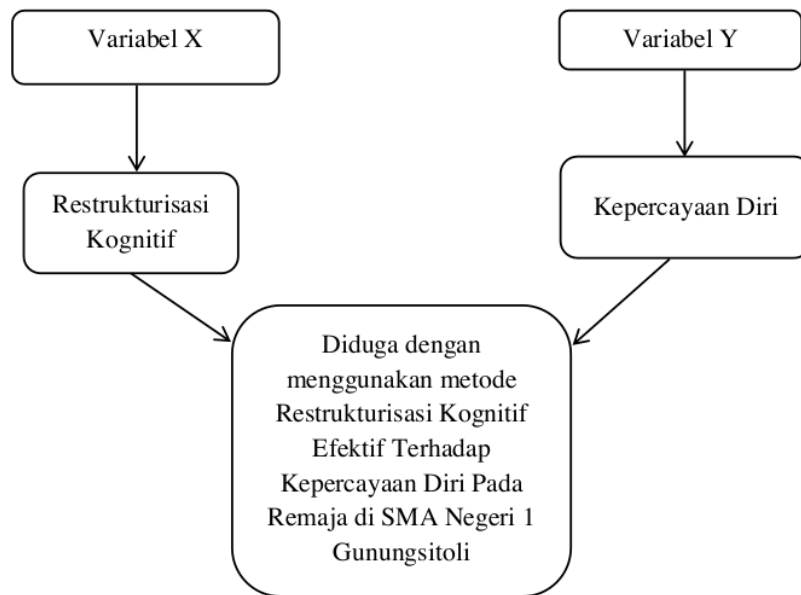 Variabel X
Variabel Y
Restrukturisasi
Kognitif
Kepercayaan Diri
Diduga dengan
menggunakan metode
Restrukturisasi Kognitif
Efektif Terhadap
Kepercayaan Diri Pada
Remaja di SMA Negeri 1
Gunungsitoli